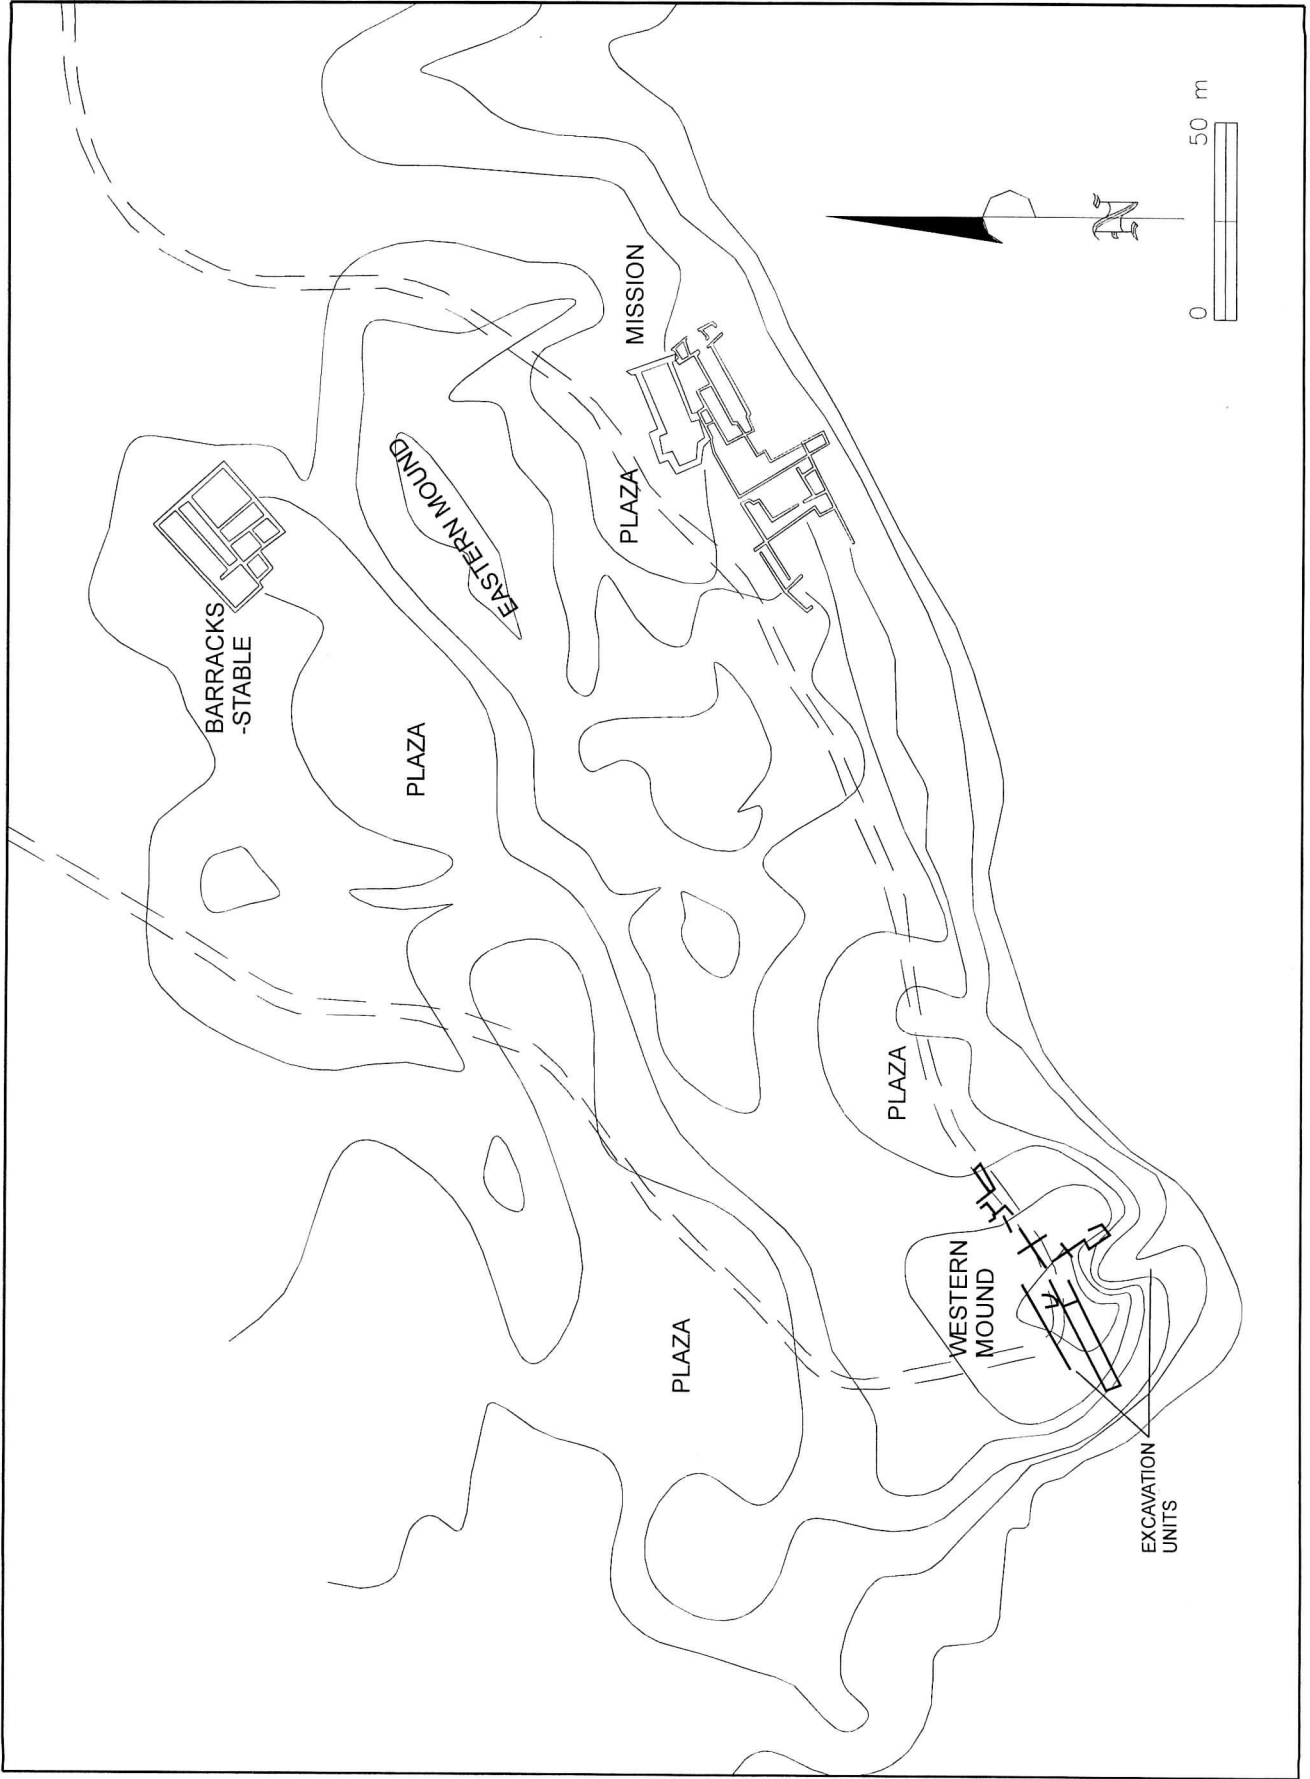 BARRACKS
-STABLE
EASTERN MOUND
MISSION
PLAZA
PLAZA
PLAZA
PLAZA
WESTERN
MOUND
EXCAVATION
UNITS
N
0 50 m